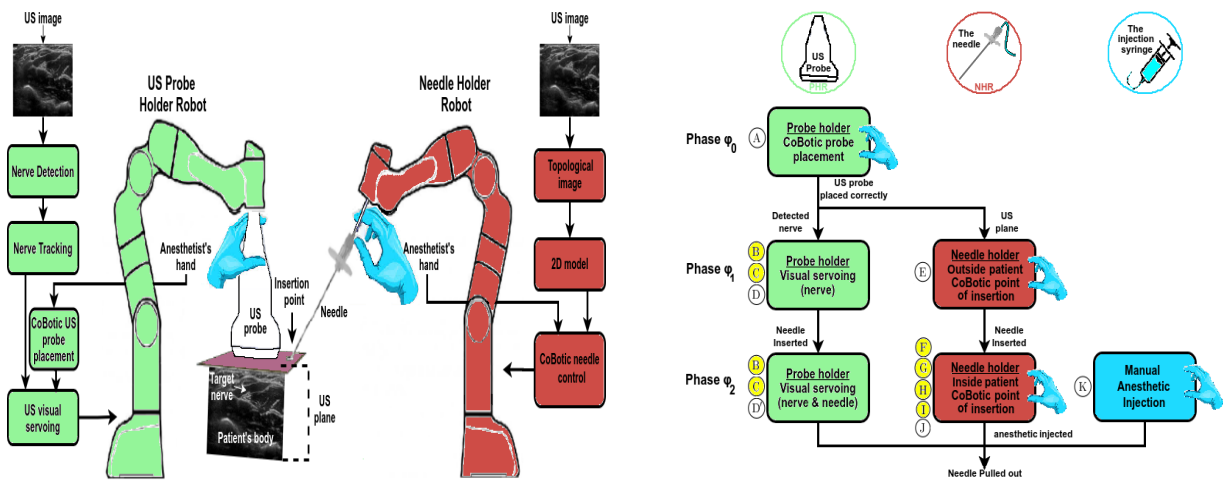 US image
US Probe
Holder Robot
Nerve Detection
Nerve Tracking
CoBotic US
probe
placement
US visual
servoing
Anesthetist's
hand
US
probe
Insertion
point
Needle
Target
nerve
Patient's body
US
plane
Needle Holder
Robot
Anesthetist's
hand
US image
Topological
image
2D model
CoBotic needle
control
US
Probe
PHR
The
needle
NHR
The
injection
syringe
Phase φ0
A
Probe holder
CoBotic probe
placement
US probe
placed correctly
Detected
nerve
US
plane
Phase φ1
B
C
D
Probe holder
Visual servoing
(nerve)
E
Needle holder
Outside patient
CoBotic point
of insertion
Needle
Inserted
Needle
Inserted
Phase φ2
B
C
D'
Probe holder
Visual servoing
(nerve & needle)
F
G
H
I
J
Needle holder
Inside patient
CoBotic point
of insertion
K
Manual
Anesthetic
Injection
anesthetic injected
Needle Pulled out